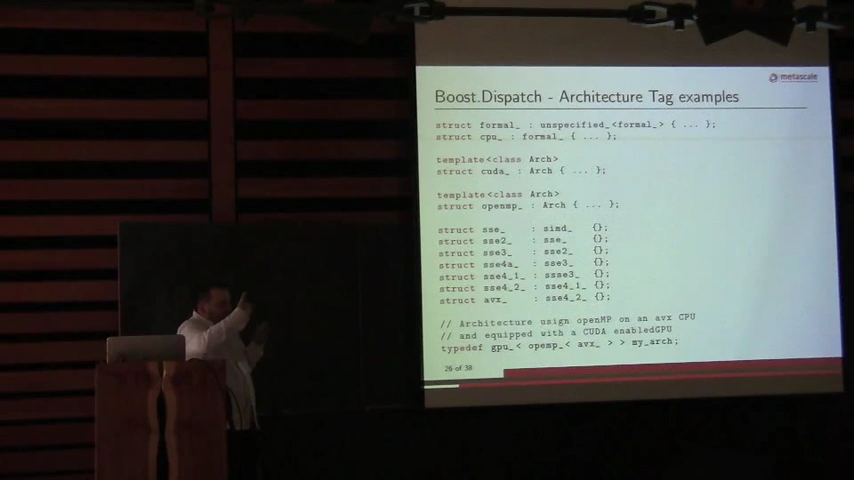 metascale
Boost.Dispatch - Architecture Tag examples
struct formal_ : unspecified_<formal_> { ... };
struct cpu_ : formal_ { ... };
template<class Arch>
struct cuda_ : Arch { ... };
template<class Arch>
struct openmp_ : Arch { ... };
struct sse_ : simd_ {};
struct sse2_ : sse_ {};
struct sse3_ : sse2_ {};
struct sse4a_ : sse3_ {};
struct sse4_1_ : ssse3_ {};
struct sse4_2_ : sse4_1_ {};
struct avx_ : sse4_2_ {};
// Architecture usign openMP on an avx CPU
// and equipped with a CUDA enabledGPU
typedef gpu_< opemp_< avx_ > > my_arch;
26 of 38